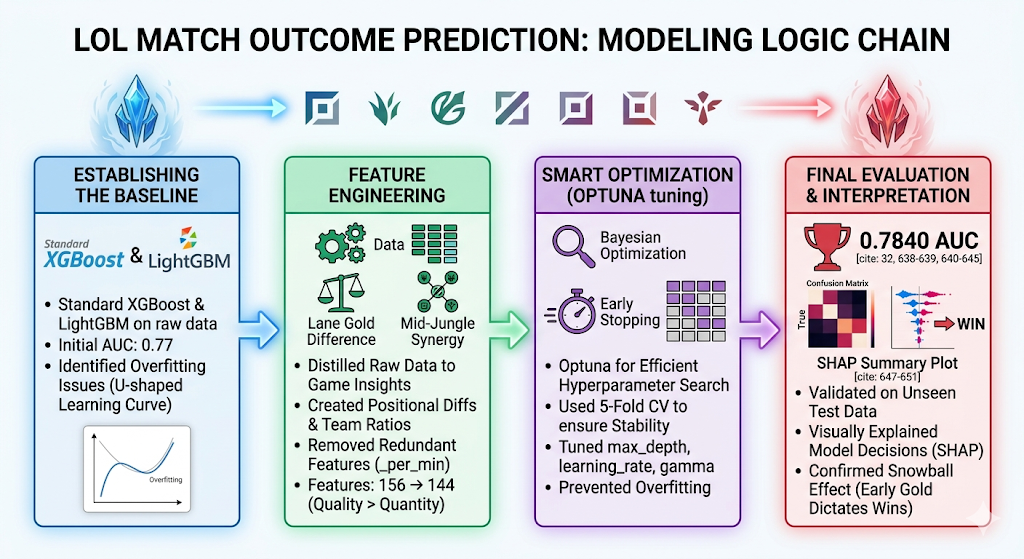 LOL MATCH OUTCOME PREDICTION: MODELING LOGIC CHAIN
ESTABLISHING
THE BASELINE
Standard
XGBoost & LightGBM
• Standard XGBoost &
LightGBM on raw data
• Initial AUC: 0.77
• Identified Overfitting
Issues (U-shaped
Learning Curve)
Overfitting
FEATURE
ENGINEERING
Data
Lane Gold
Difference
Mid-Jungle
Synergy
• Distilled Raw Data to
Game Insights
• Created Positional Diffs
& Team Ratios
• Removed Redundant
Features (_per_min)
• Features: 156 → 144
(Quality > Quantity)
SMART OPTIMIZATION
(OPTUNA tuning)
Bayesian
Optimization
Early
Stopping
• Optuna for Efficient
Hyperparameter Search
• Used 5-Fold CV to
ensure Stability
• Tuned max_depth,
learning_rate, gamma
• Prevented Overfitting
FINAL EVALUATION
& INTERPRETATION
0.7840 AUC
[cite: 32, 638-639, 640-645]
Confusion Matrix
True
WIN
SHAP Summary Plot
[cite: 647-651]
• Validated on Unseen
Test Data
• Visually Explained
Model Decisions (SHAP)
• Confirmed Snowball
Effect (Early Gold
Dictates Wins)